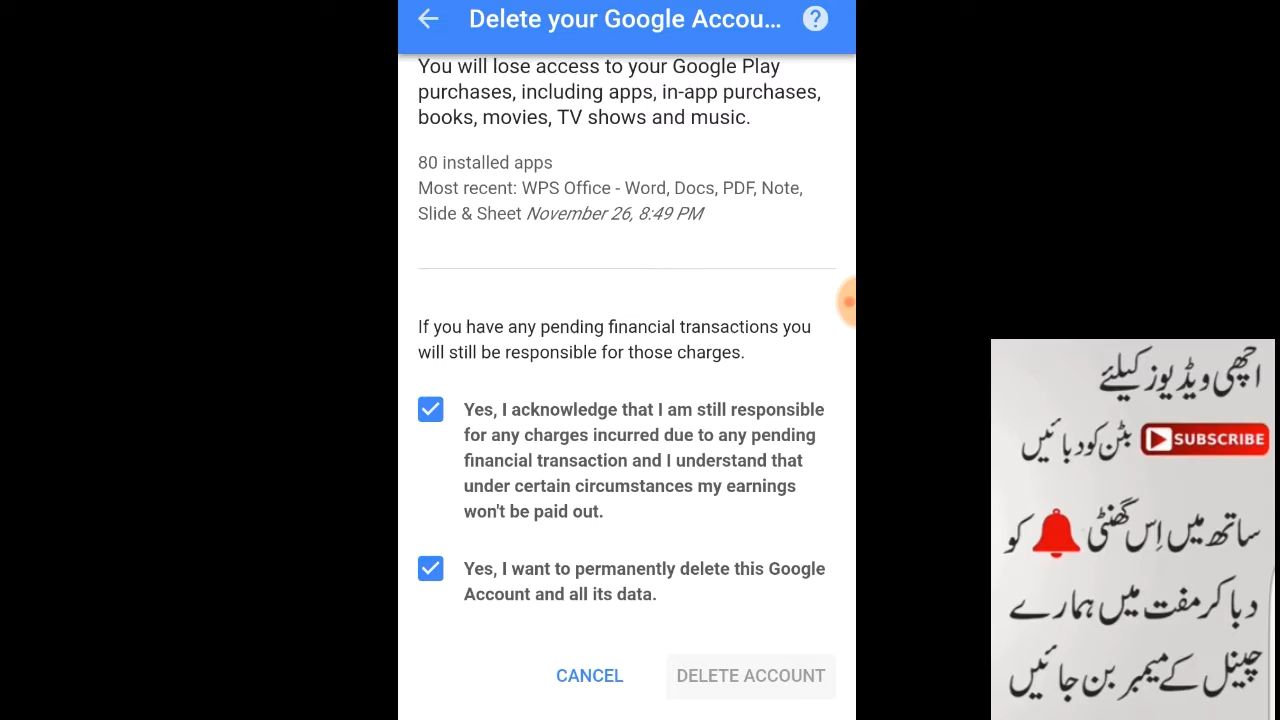 Delete your Google Accou...
?
You will lose access to your Google Play
purchases, including apps, in-app purchases,
books, movies, TV shows and music.
80 installed apps
Most recent: WPS Office - Word, Docs, PDF, Note,
Slide & Sheet November 26, 8:49 PM
If you have any pending financial transactions you
will still be responsible for those charges.
Yes, I acknowledge that I am still responsible
for any charges incurred due to any pending
financial transaction and I understand that
under certain circumstances my earnings
won't be paid out.
Yes, I want to permanently delete this Google
Account and all its data.
CANCEL
DELETE ACCOUNT
اچھی ویڈیوز کیلئے
SUBSCRIBE بٹن کو دبائیں
ساتھ میں اِس گھنٹی کو
دبا کر مفت میں ہمارے
چینل کے میمبر بن جائیں